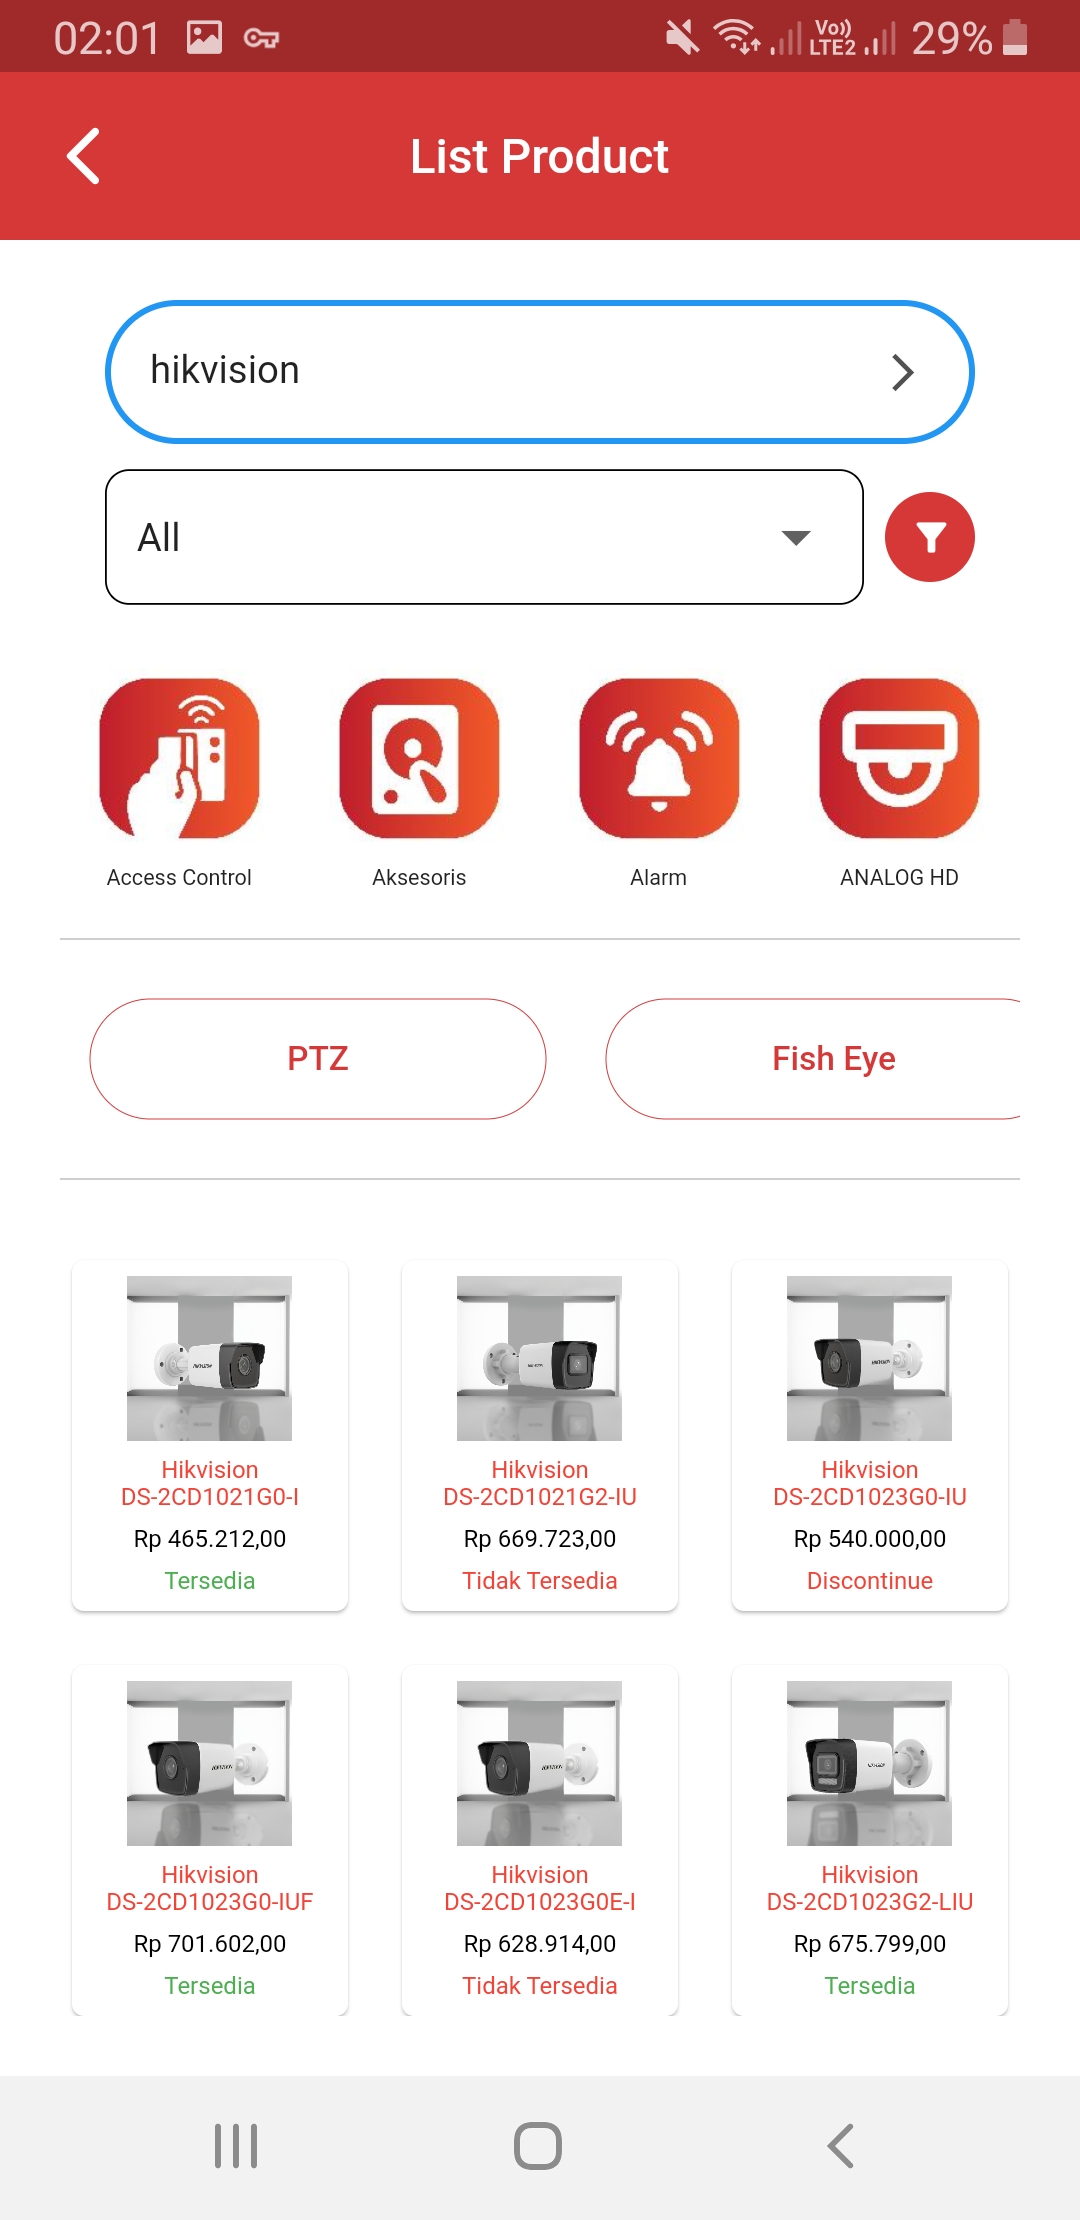 02:01 Vo)) LTE2 29%
List Product
hikvision
All
Access Control Aksesoris Alarm ANALOG HD
PTZ Fish Eye
Hikvision DS-2CD1021G0-I
Rp 465.212,00
Tersedia
Hikvision DS-2CD1021G2-IU
Rp 669.723,00
Tidak Tersedia
Hikvision DS-2CD1023G0-IU
Rp 540.000,00
Discontinue
Hikvision DS-2CD1023G0-IUF
Rp 701.602,00
Tersedia
Hikvision DS-2CD1023G0E-I
Rp 628.914,00
Tidak Tersedia
Hikvision DS-2CD1023G2-LIU
Rp 675.799,00
Tersedia